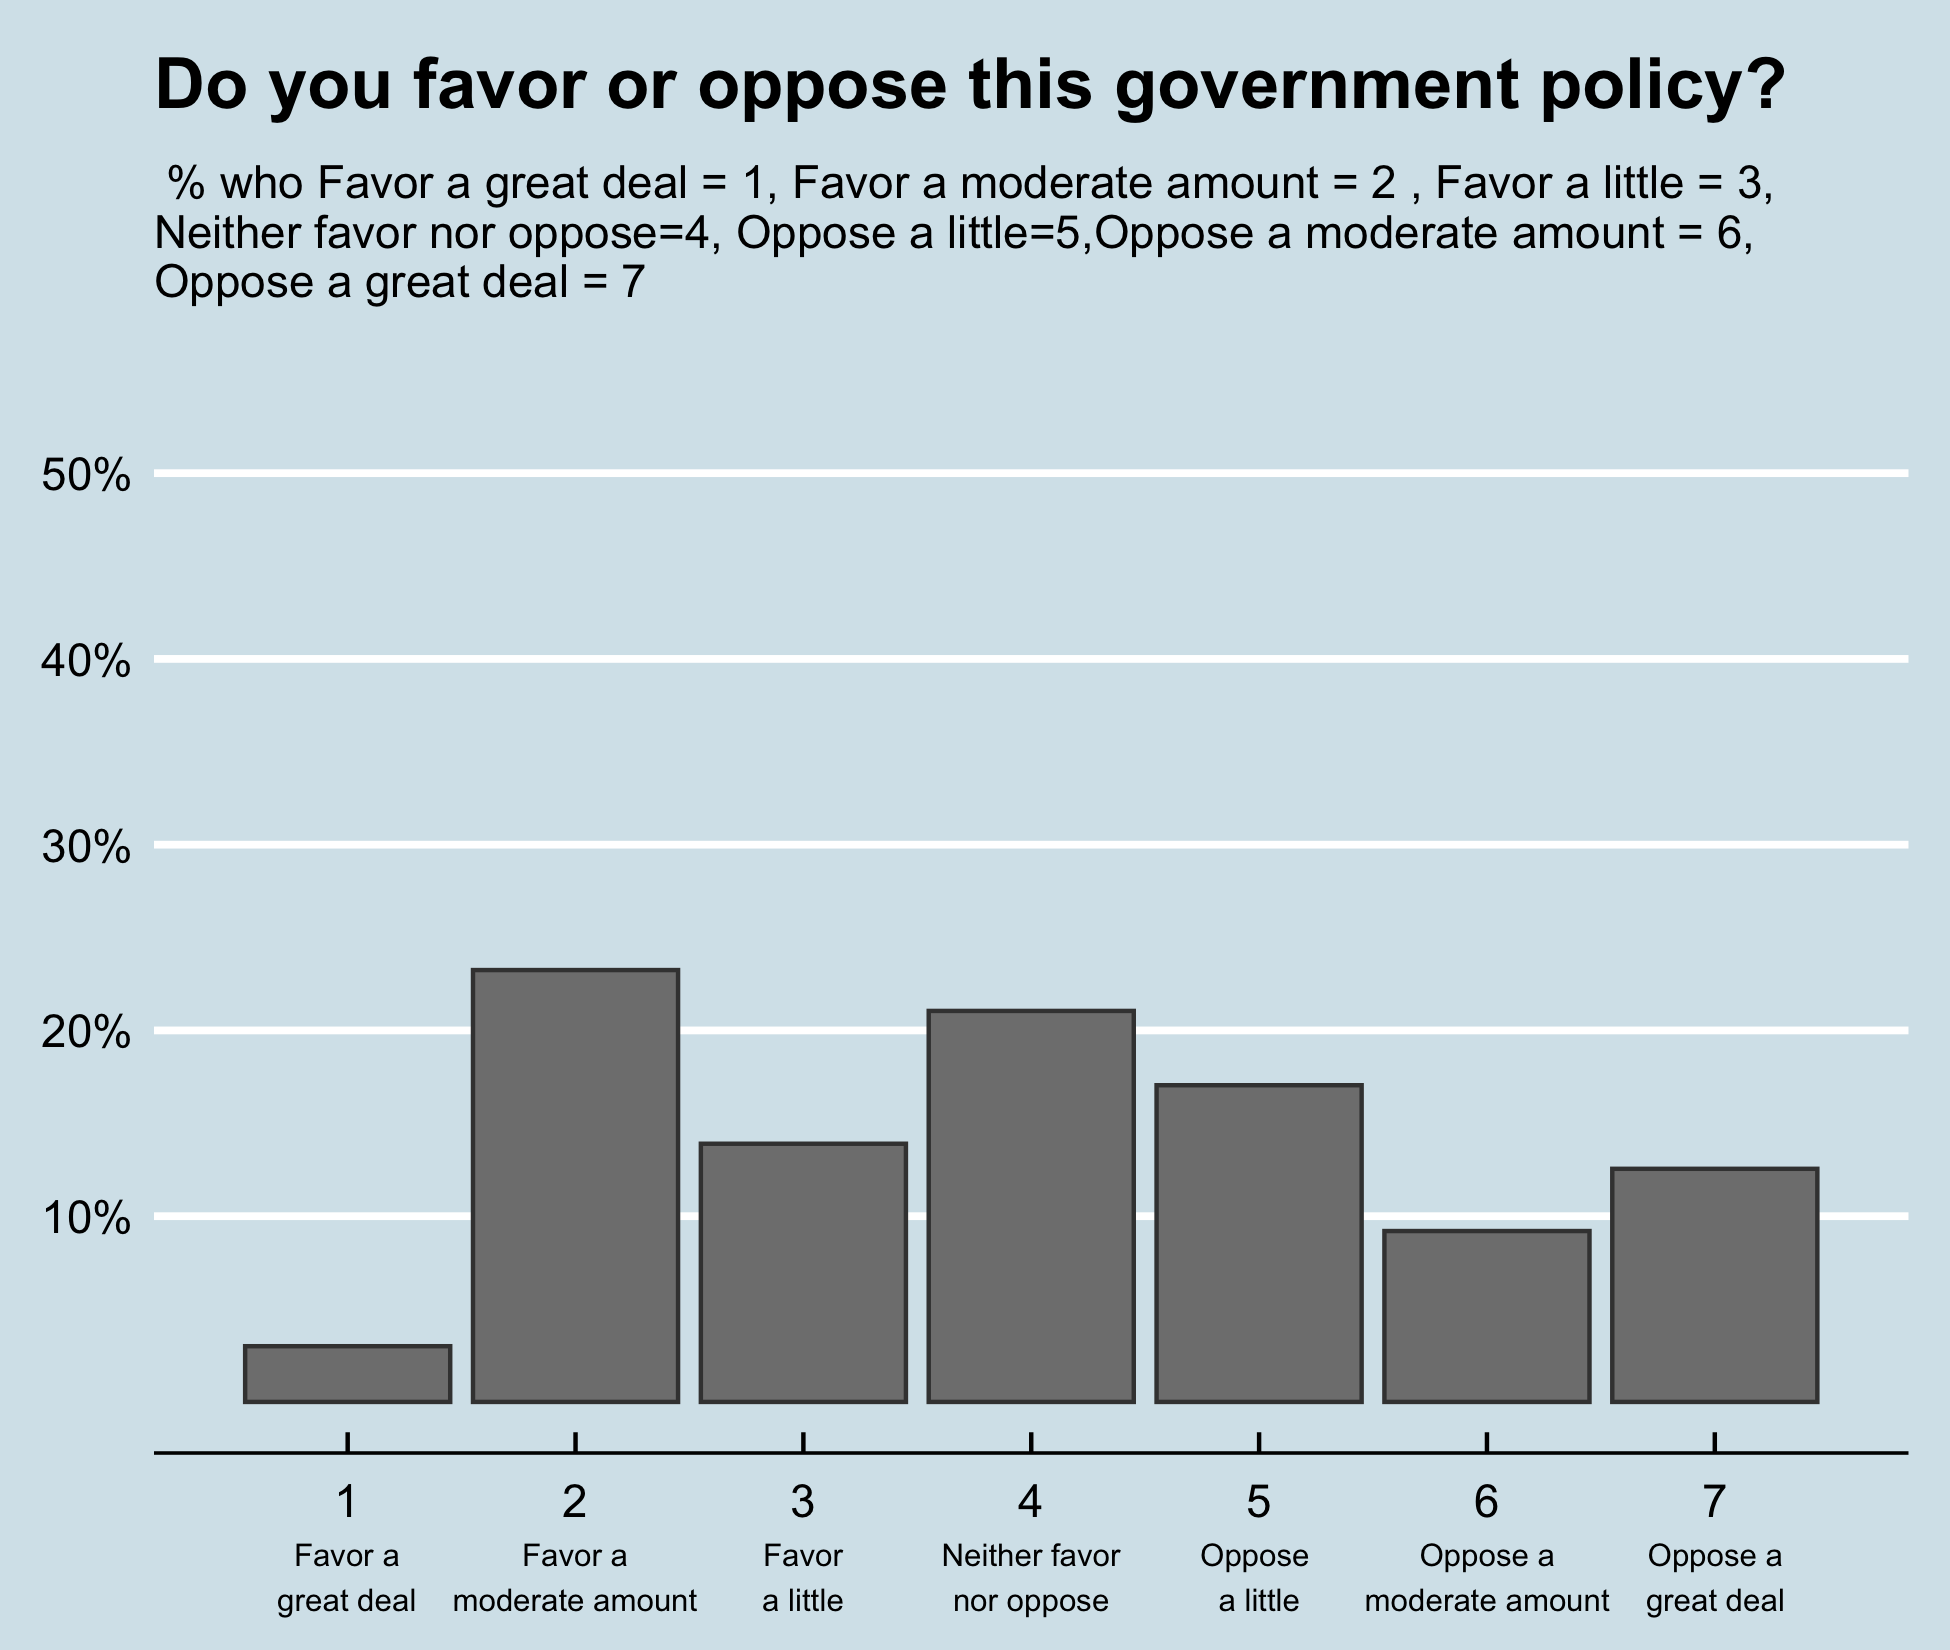 Do you favor or oppose this government policy?
% who Favor a great deal = 1, Favor a moderate amount = 2 , Favor a little = 3,
Neither favor nor oppose=4, Oppose a little=5,Oppose a moderate amount = 6,
Oppose a great deal = 7
50%
40%
30%
20%
10%
1 2 3 4 5 6 7
Favor a Favor a Favor Neither favor Oppose Oppose a Oppose a
great deal moderate amount a little nor oppose a little moderate amount great deal